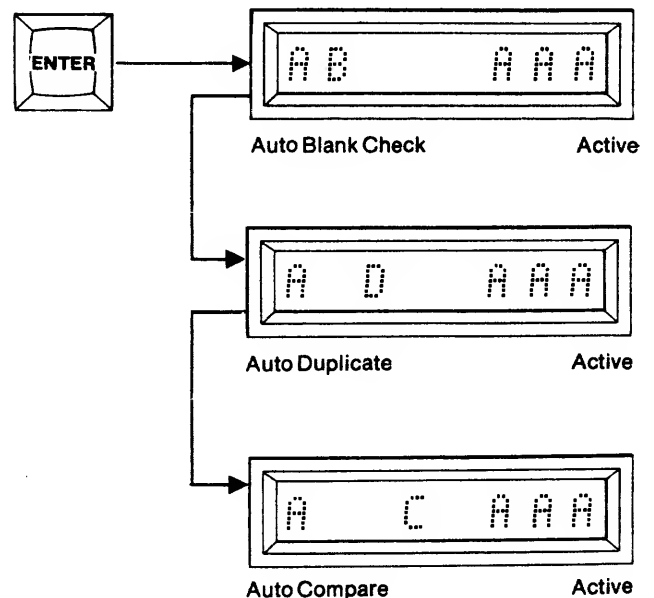 ENTER
AB AAA
Auto Blank Check Active
A D AAA
Auto Duplicate Active
A C AAA
Auto Compare Active